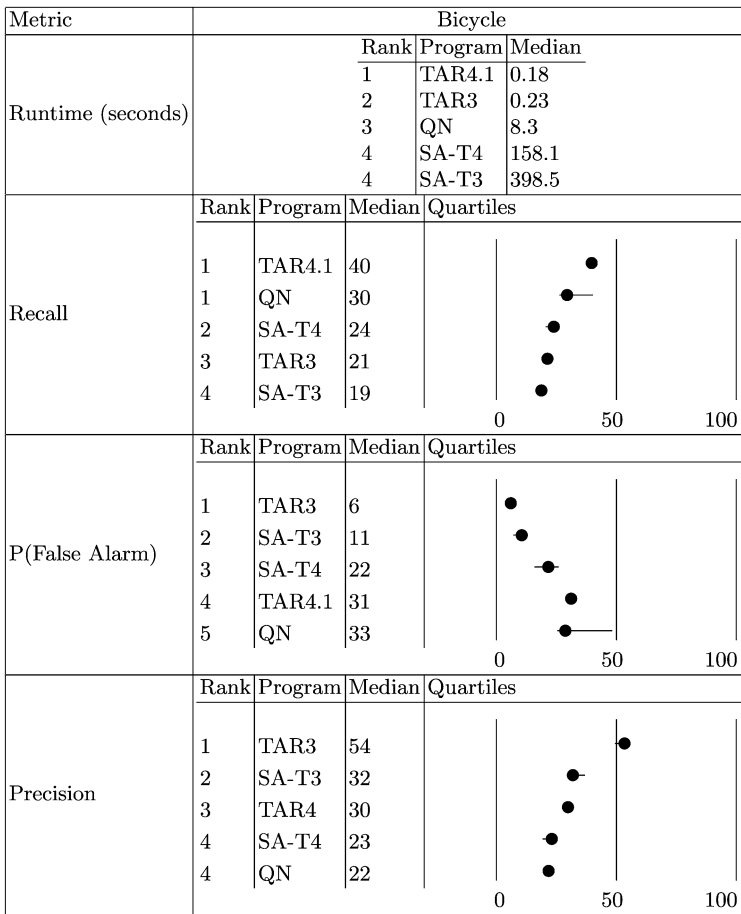 Metric Bicycle
Runtime (seconds)
Rank Program Median
1 TAR4.1 0.18
2 TAR3 0.23
3 QN 8.3
4 SA-T4 158.1
4 SA-T3 398.5
Recall
Rank Program Median Quartiles
1 TAR4.1 40
1 QN 30
2 SA-T4 24
3 TAR3 21
4 SA-T3 19
0 50 100
P(False Alarm)
Rank Program Median Quartiles
1 TAR3 6
2 SA-T3 11
3 SA-T4 22
4 TAR4.1 31
5 QN 33
0 50 100
Precision
Rank Program Median Quartiles
1 TAR3 54
2 SA-T3 32
3 TAR4 30
4 SA-T4 23
4 QN 22
0 50 100